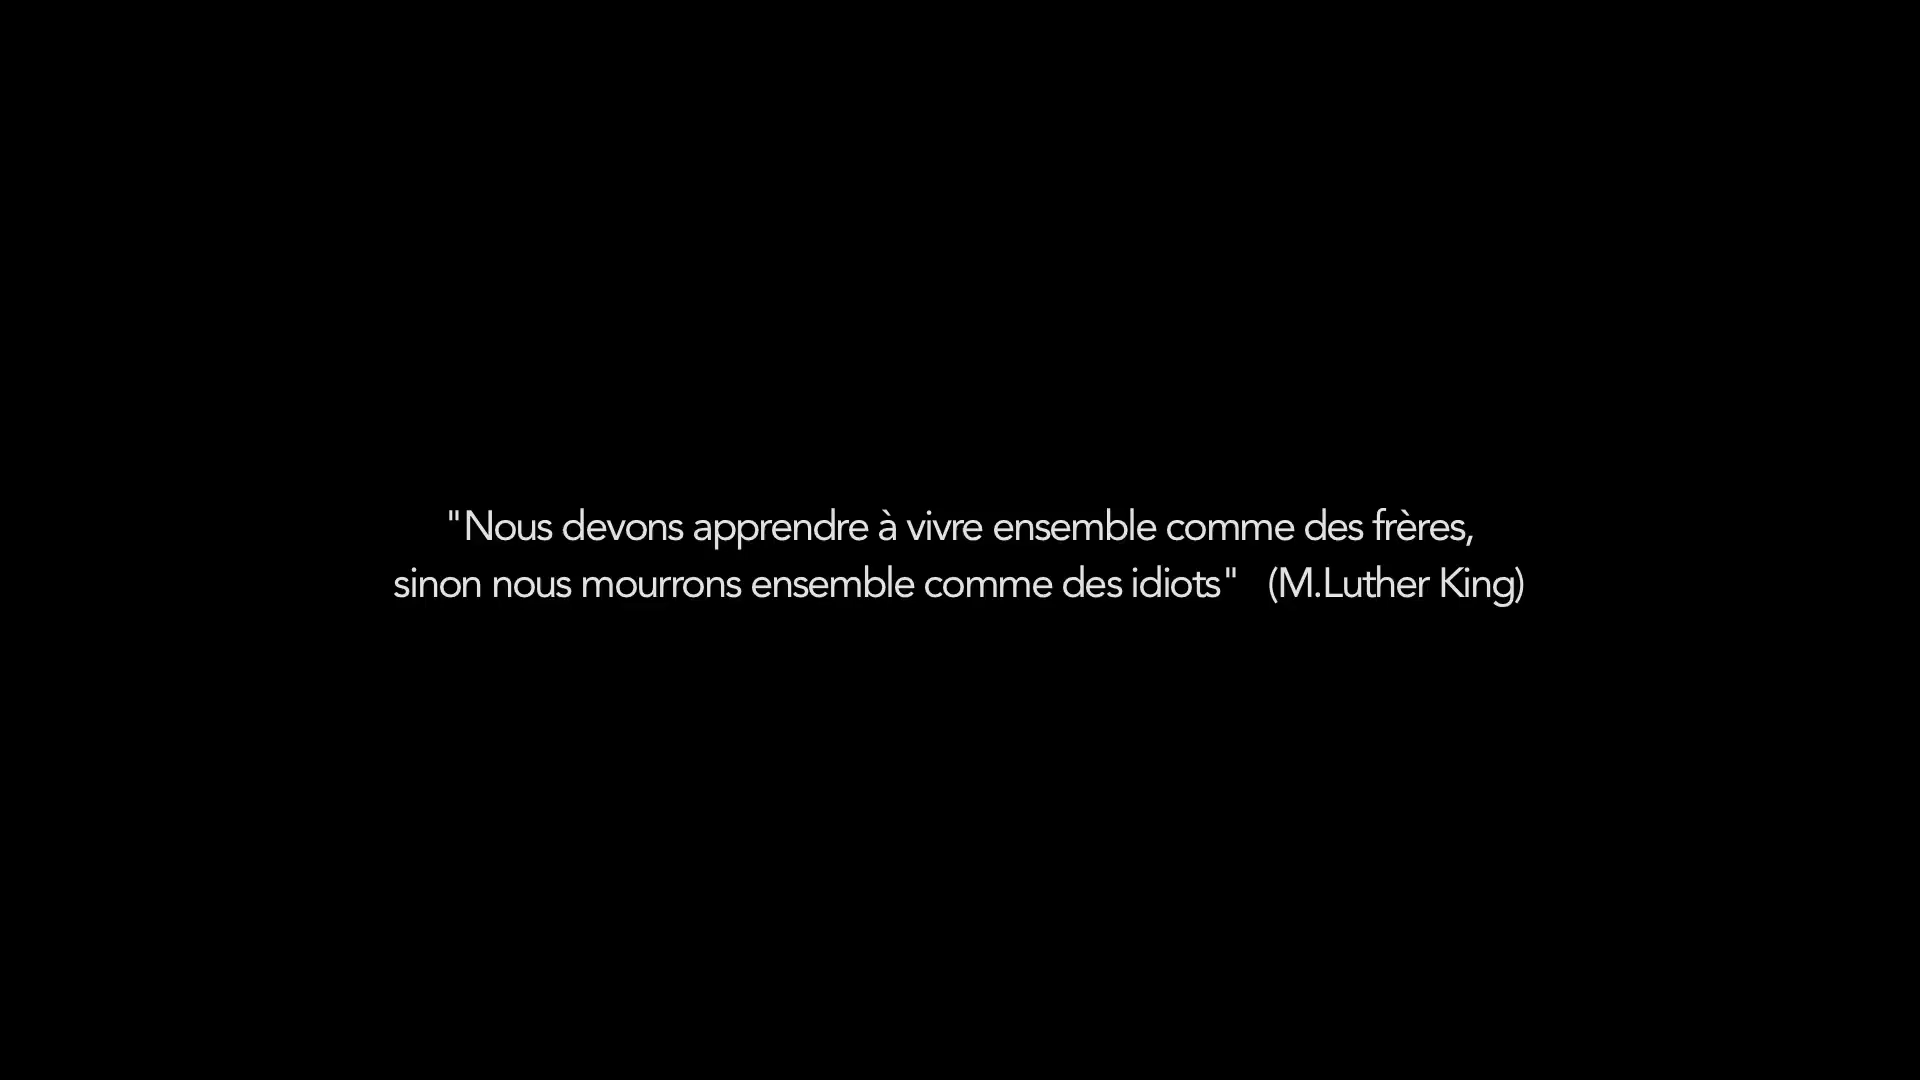 "Nous devons apprendre à vivre ensemble comme des frères,
sinon nous mourrons ensemble comme des idiots"   (M.Luther King)